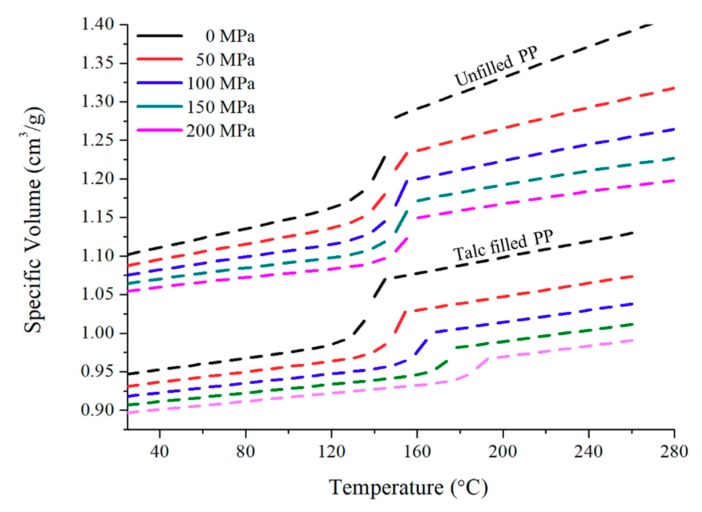 1.40
1.35
1.30
1.25
1.20
1.15
1.10
1.05
1.00
0.95
0.90
Specific Volume (cm³/g)
0 MPa
50 MPa
100 MPa
150 MPa
200 MPa
Unfilled PP
Talc filled PP
40
80
120
160
200
240
280
Temperature (°C)